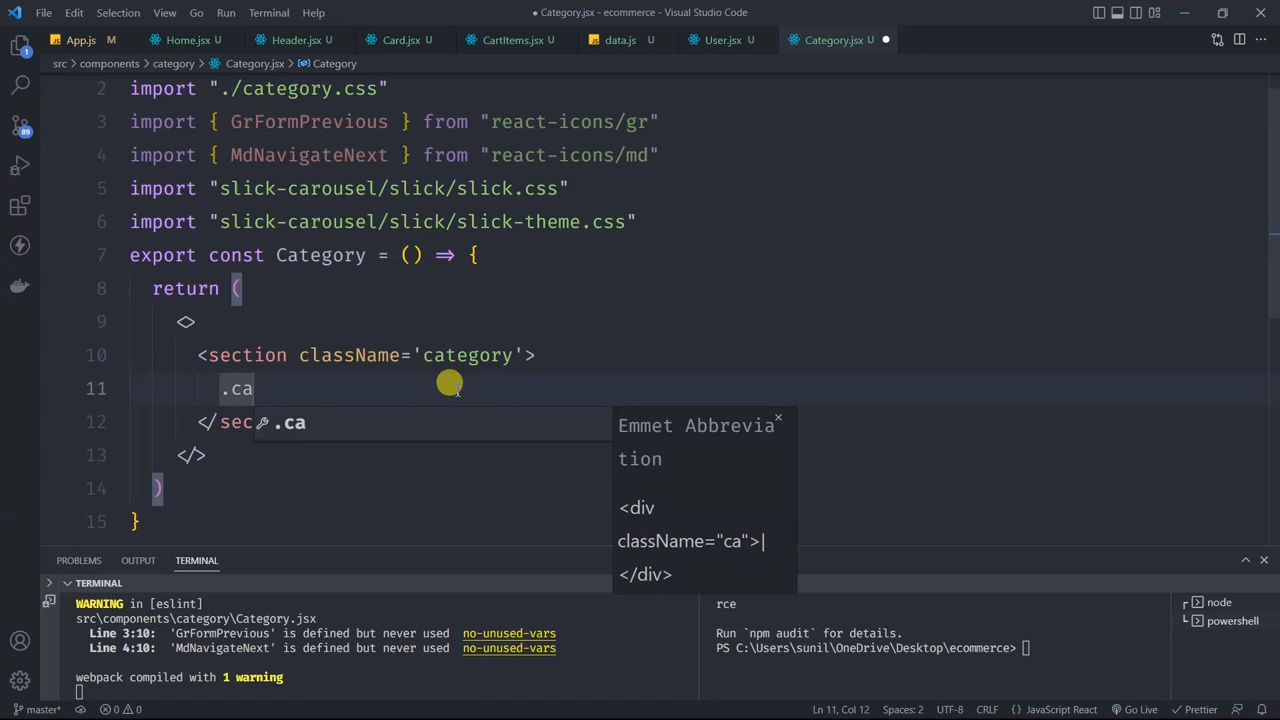 File Edit Selection View Go Run Terminal Help ● Category.jsx - ecommerce - Visual Studio Code
App.js M Home.jsx U Header.jsx U Card.jsx U CartItems.jsx U data.js U User.jsx U Category.jsx U ●
src > components > category > Category.jsx > Category
2 import "./category.css"
3 import { GrFormPrevious } from "react-icons/gr"
4 import { MdNavigateNext } from "react-icons/md"
5 import "slick-carousel/slick/slick.css"
6 import "slick-carousel/slick/slick-theme.css"
7 export const Category = () => {
8 return (
9 <>
10 <section className='category'>
11 .ca
12 </sec
.ca
Emmet Abbrevia
tion
<div
className="ca">|
</div>
13 </>
14 )
15 }
PROBLEMS OUTPUT TERMINAL
TERMINAL
WARNING in [eslint]
src\components\category\Category.jsx
Line 3:10: 'GrFormPrevious' is defined but never used no-unused-vars
Line 4:10: 'MdNavigateNext' is defined but never used no-unused-vars
webpack compiled with 1 warning
rce
Run `npm audit` for details.
PS C:\Users\sunil\OneDrive\Desktop\ecommerce>
node
powershell
1
89
main* 0 0 Ln 11, Col 12 Spaces: 2 UTF-8 CRLF { } JavaScript React Go Live Prettier